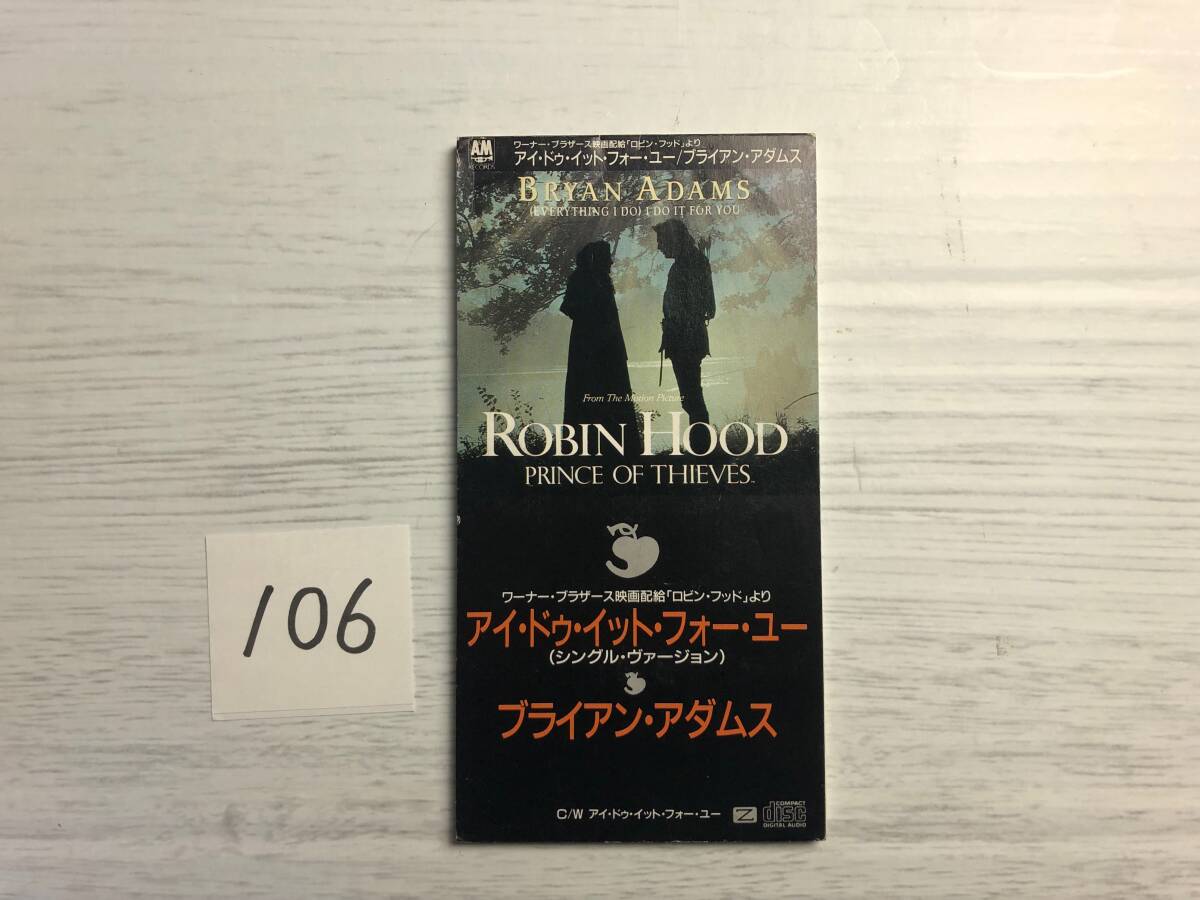 AM
RECORDS
ワーナー・ブラザース映画配給「ロビン・フッド」より
アイ・ドゥ・イット・フォー・ユー/ブライアン・アダムス
BRYAN ADAMS
(EVERYTHING I DO) I DO IT FOR YOU
From The Motion Picture
ROBIN HOOD
PRINCE OF THIEVES™
ワーナー・ブラザース映画配給「ロビン・フッド」より
アイ・ドゥ・イット・フォー・ユー
(シングル・ヴァージョン)
ブライアン・アダムス
C/W アイ・ドゥ・イット・フォー・ユー
Z
COMPACT
disc
DIGITAL AUDIO
106